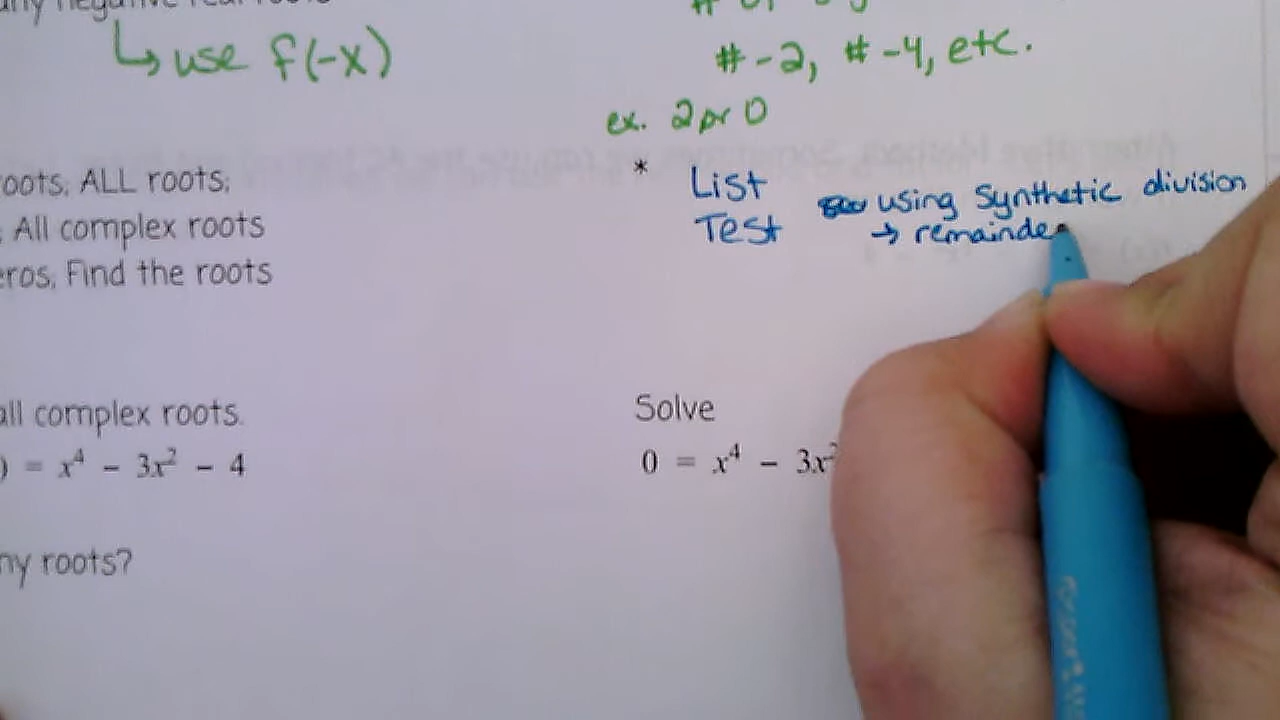 any negative real roots
# of
↳ use f(-x)
# -2, # -4, etc.
ex. 2 or 0
* List
Test using Synthetic division
→ remainde
roots; ALL roots;
; All complex roots
eros, Find the roots
all complex roots.
) = x⁴ - 3x² - 4
ny roots?
Solve
0 = x⁴ - 3x²